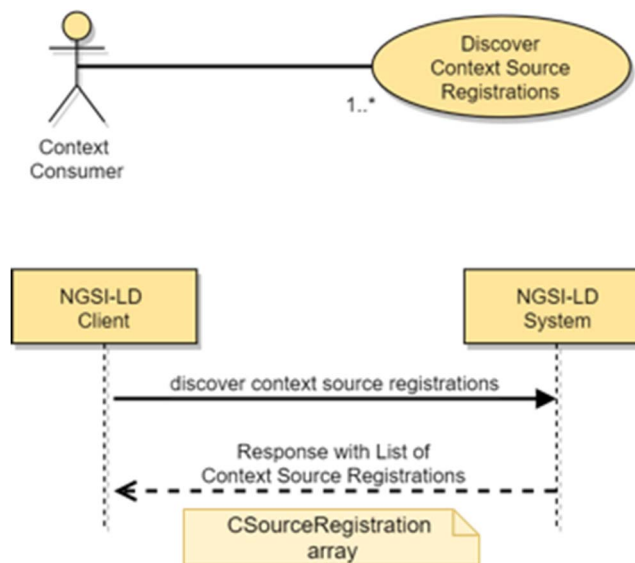 Discover
Context Source
Registrations
1..*
Context
Consumer
NGSI-LD
Client
NGSI-LD
System
discover context source registrations
Response with List of
Context Source Registrations
CSourceRegistration
array